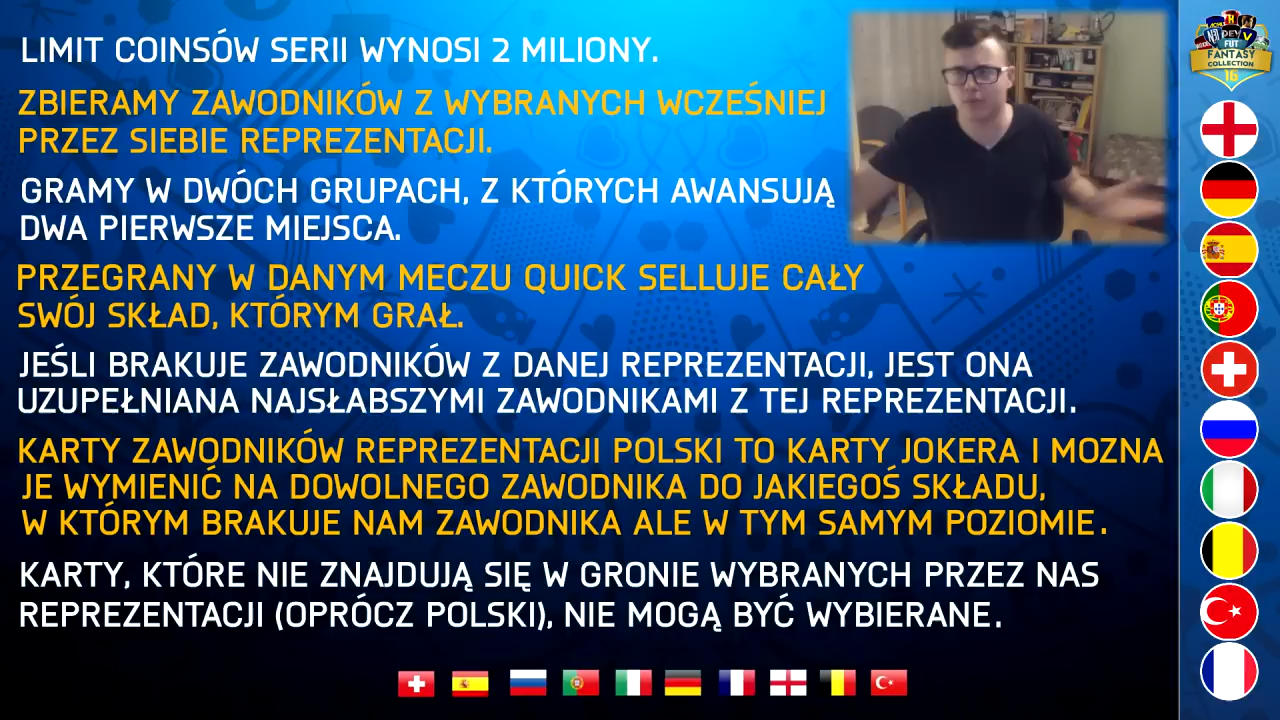 LIMIT COINSÓW SERII WYNOSI 2 MILIONY.
ZBIERAMY ZAWODNIKÓW Z WYBRANYCH WCZEŚNIEJ
PRZEZ SIEBIE REPREZENTACJI.
GRAMY W DWÓCH GRUPACH, Z KTÓRYCH AWANSUJĄ
DWA PIERWSZE MIEJSCA.
PRZEGRANY W DANYM MECZU QUICK SELLUJE CAŁY
SWÓJ SKŁAD, KTÓRYM GRAŁ.
JEŚLI BRAKUJE ZAWODNIKÓW Z DANEJ REPREZENTACJI, JEST ONA
UZUPEŁNIANA NAJSŁABSZYMI ZAWODNIKAMI Z TEJ REPREZENTACJI.
KARTY ZAWODNIKÓW REPREZENTACJI POLSKI TO KARTY JOKERA I MOZNA
JE WYMIENIĆ NA DOWOLNEGO ZAWODNIKA DO JAKIEGOŚ SKŁADU,
W KTÓRYM BRAKUJE NAM ZAWODNIKA ALE W TYM SAMYM POZIOMIE.
KARTY, KTÓRE NIE ZNAJDUJĄ SIĘ W GRONIE WYBRANYCH PRZEZ NAS
REPREZENTACJI (OPRÓCZ POLSKI), NIE MOGĄ BYĆ WYBIERANE.
FUT
FANTASY
COLLECTION
16